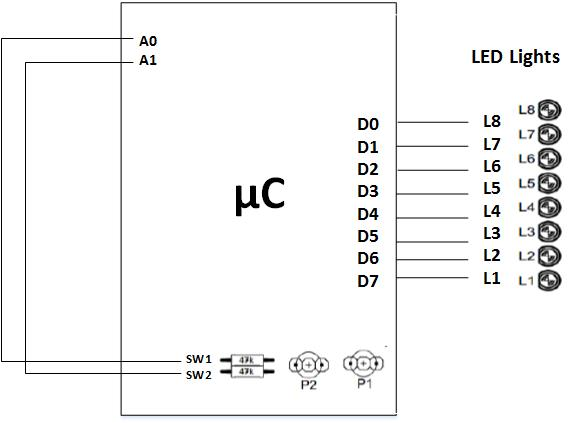 A0
A1
LED Lights
D0 L8 L8
D1 L7 L7
D2 L6 L6
D3 L5 L5
D4 L4 L4
D5 L3 L3
D6 L2 L2
D7 L1 L1
µC
SW1 47k
SW2 47k
P2 P1